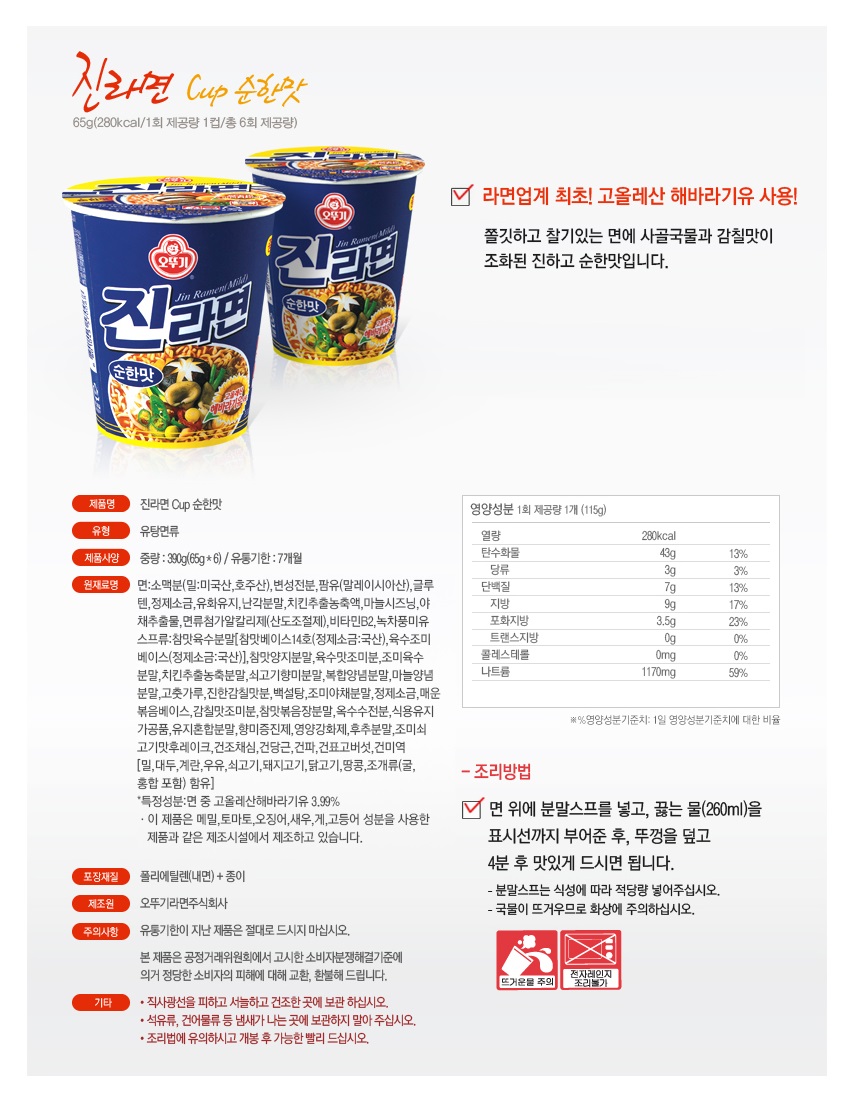 진라면 Cup 순한맛
65g(280kcal/1회 제공량 1컵/총 6회 제공량)
오뚜기
Jin Ramen(Mild)
진라면
순한맛
오뚜기
Jin Ramen(Mild)
진라면
순한맛
고올레산
해바라기유
라면업계 최초! 고올레산 해바라기유 사용!
쫄깃하고 찰기있는 면에 사골국물과 감칠맛이
조화된 진하고 순한맛입니다.
제품명 진라면 Cup 순한맛
유형 유탕면류
제품사양 중량 : 390g(65g * 6) / 유통기한 : 7개월
원재료명 면:소맥분(밀:미국산,호주산),변성전분,팜유(말레이시아산),글루
텐,정제소금,유화유지,난각분말,치킨추출농축액,마늘시즈닝,야
채추출물,면류첨가알칼리제(산도조절제),비타민B2,녹차풍미유
스프류:참맛육수분말[참맛베이스14호(정제소금:국산),육수조미
베이스(정제소금:국산)],참맛양지분말,육수맛조미분,조미육수
분말,치킨추출농축분말,쇠고기향미분말,복합양념분말,마늘양념
분말,고춧가루,진한감칠맛분,백설탕,조미야채분말,정제소금,매운
볶음베이스,감칠맛조미분,참맛볶음장분말,옥수수전분,식용유지
가공품,유지혼합분말,향미증진제,영양강화제,후추분말,조미쇠
고기맛후레이크,건조채심,건당근,건파,건표고버섯,건미역
[밀,대두,계란,우유,쇠고기,돼지고기,닭고기,땅콩,조개류(굴,
홍합 포함) 함유]
*특정성분:면 중 고올레산해바라기유 3.99%
· 이 제품은 메밀,토마토,오징어,새우,게,고등어 성분을 사용한
제품과 같은 제조시설에서 제조하고 있습니다.
포장재질 폴리에틸렌(내면) + 종이
제조원 오뚜기라면주식회사
주의사항 유통기한이 지난 제품은 절대로 드시지 마십시오.
본 제품은 공정거래위원회에서 고시한 소비자분쟁해결기준에
의거 정당한 소비자의 피해에 대해 교환, 환불해 드립니다.
기타 • 직사광선을 피하고 서늘하고 건조한 곳에 보관 하십시오.
• 석유류, 건어물류 등 냄새가 나는 곳에 보관하지 말아 주십시오.
• 조리법에 유의하시고 개봉 후 가능한 빨리 드십시오.
영양성분 1회 제공량 1개 (115g)
열량 280kcal
탄수화물 43g 13%
당류 3g 3%
단백질 7g 13%
지방 9g 17%
포화지방 3.5g 23%
트랜스지방 0g 0%
콜레스테롤 0mg 0%
나트륨 1170mg 59%
※%영양성분기준치: 1일 영양성분기준치에 대한 비율
- 조리방법
면 위에 분말스프를 넣고, 끓는 물(260ml)을
표시선까지 부어준 후, 뚜껑을 덮고
4분 후 맛있게 드시면 됩니다.
- 분말스프는 식성에 따라 적당량 넣어주십시오.
- 국물이 뜨거우므로 화상에 주의하십시오.
뜨거운물 주의
전자레인지
조리불가